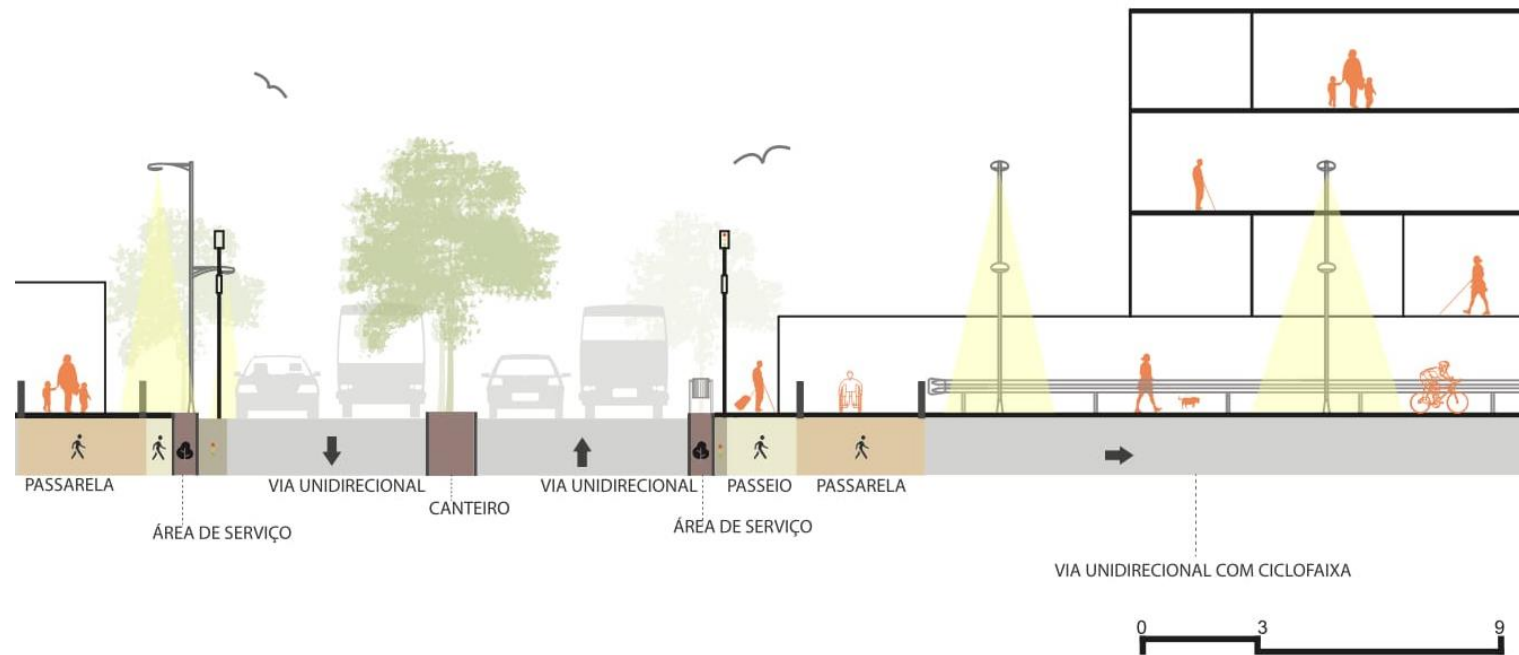 PASSARELA
VIA UNIDIRECIONAL
VIA UNIDIRECIONAL
PASSEIO
PASSARELA
CANTEIRO
ÁREA DE SERVIÇO
ÁREA DE SERVIÇO
VIA UNIDIRECIONAL COM CICLOFAIXA
0 3 9